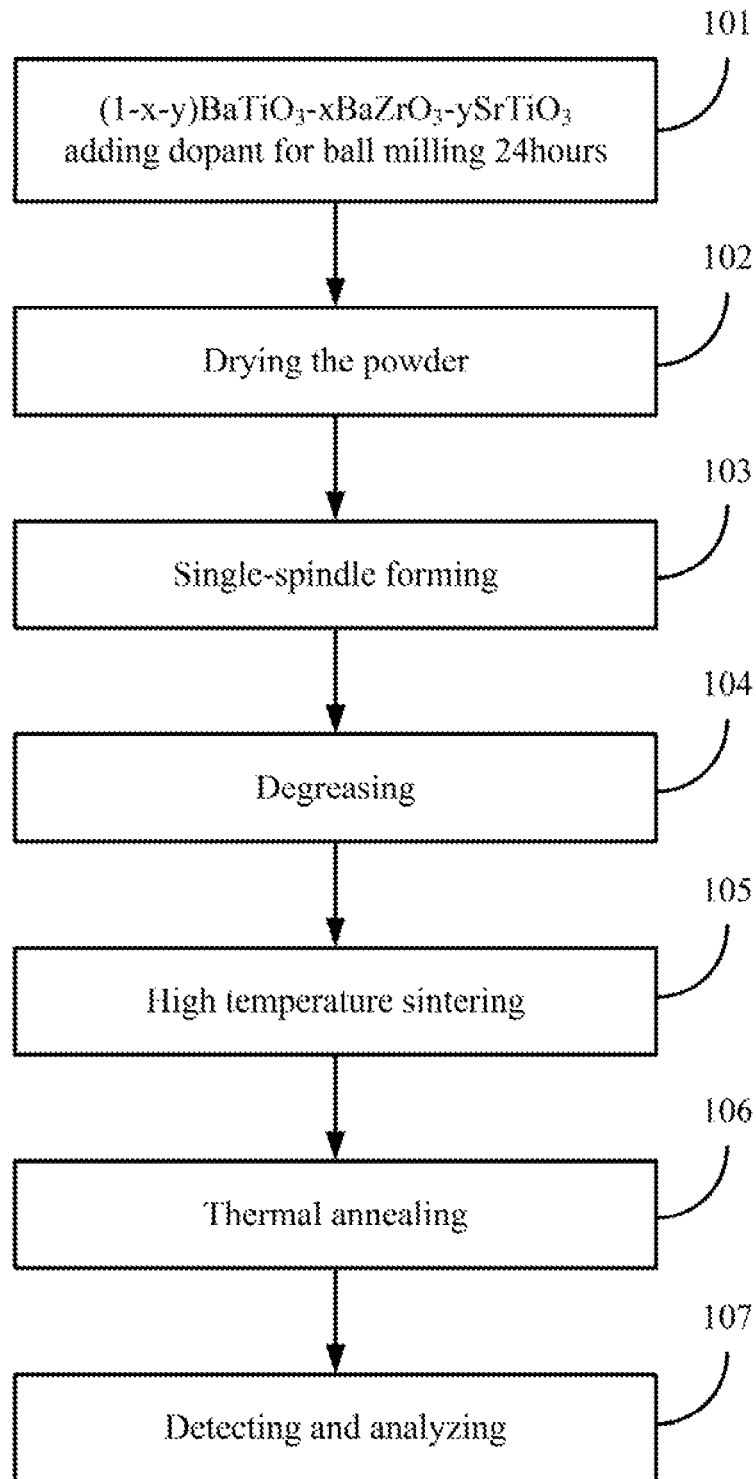 101
(1-x-y)BaTiO₃-xBaZrO₃-ySrTiO₃
adding dopant for ball milling 24hours
102
Drying the powder
103
Single-spindle forming
104
Degreasing
105
High temperature sintering
106
Thermal annealing
107
Detecting and analyzing